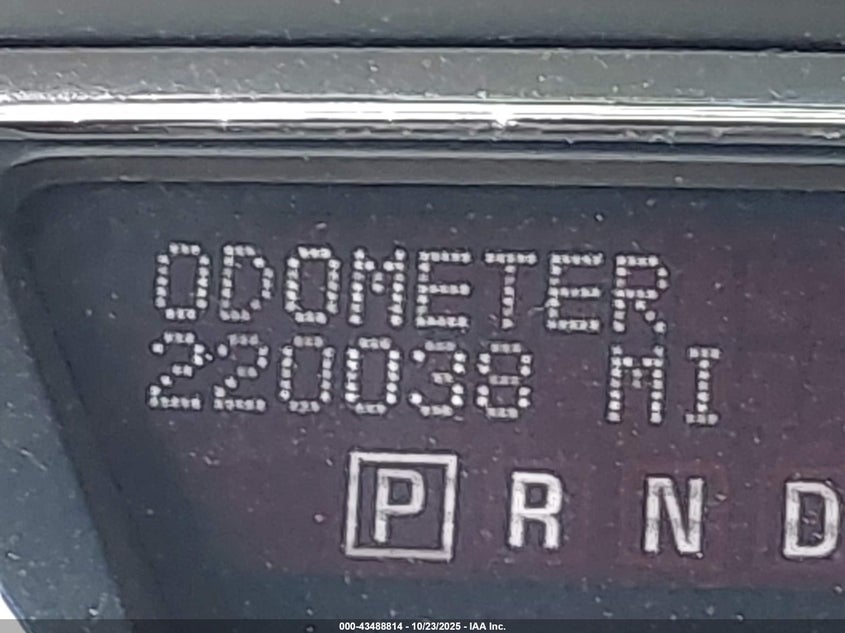 ODOMETER
220038 MI
P R N D
000-43488814 - 10/23/2025 - IAA Inc.